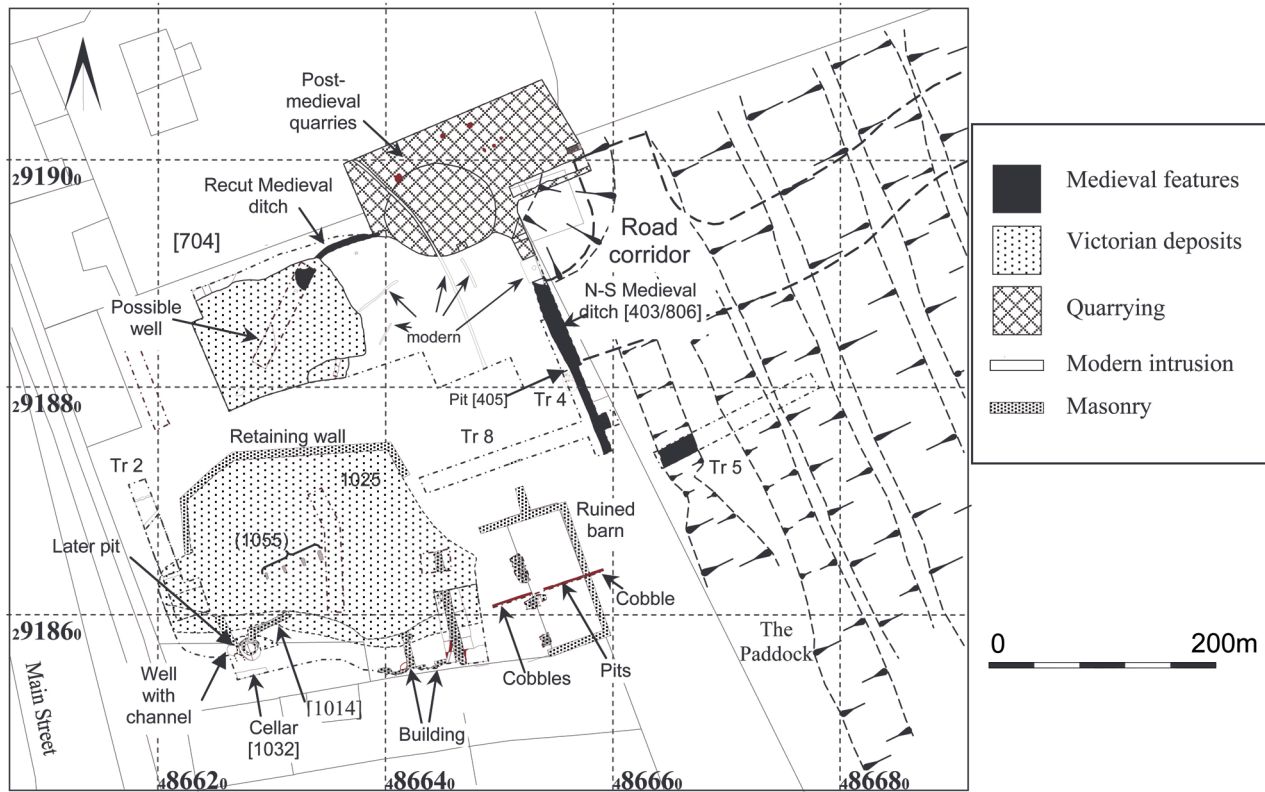 Post-
medieval
quarries
Recut Medieval
ditch
[704]
Possible
well
modern
Road
corridor
N-S Medieval
ditch [403/806]
Pit [405]
Tr 4
Tr 8
Tr 5
Tr 2
Retaining wall
1025
(1055)
Later pit
Well
with
channel
Cellar
[1032]
[1014]
Building
Ruined
barn
Cobble
Cobbles
Pits
The
Paddock
Main Street
291900
291880
291860
486620
486640
486660
486680
Medieval features
Victorian deposits
Quarrying
Modern intrusion
Masonry
0 200m